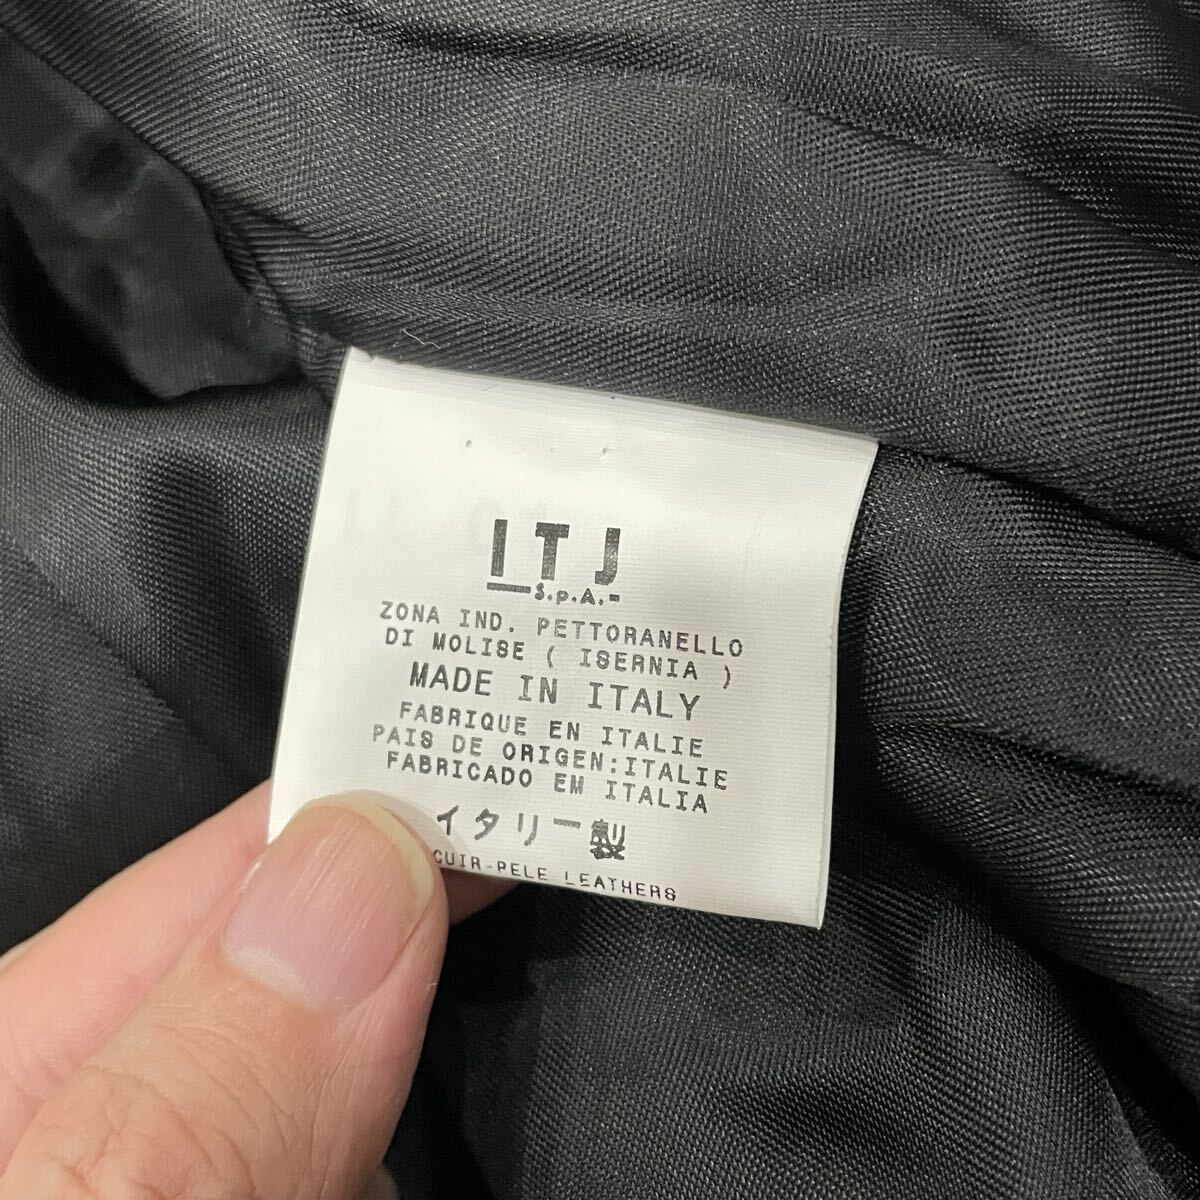 ITJ
S.p.A.
ZONA IND. PETTORANELLO
DI MOLISE ( ISERNIA )
MADE IN ITALY
FABRIQUE EN ITALIE
PAIS DE ORIGEN:ITALIE
FABRICADO EM ITALIA
イタリー製
CUIR-PELE LEATHERS